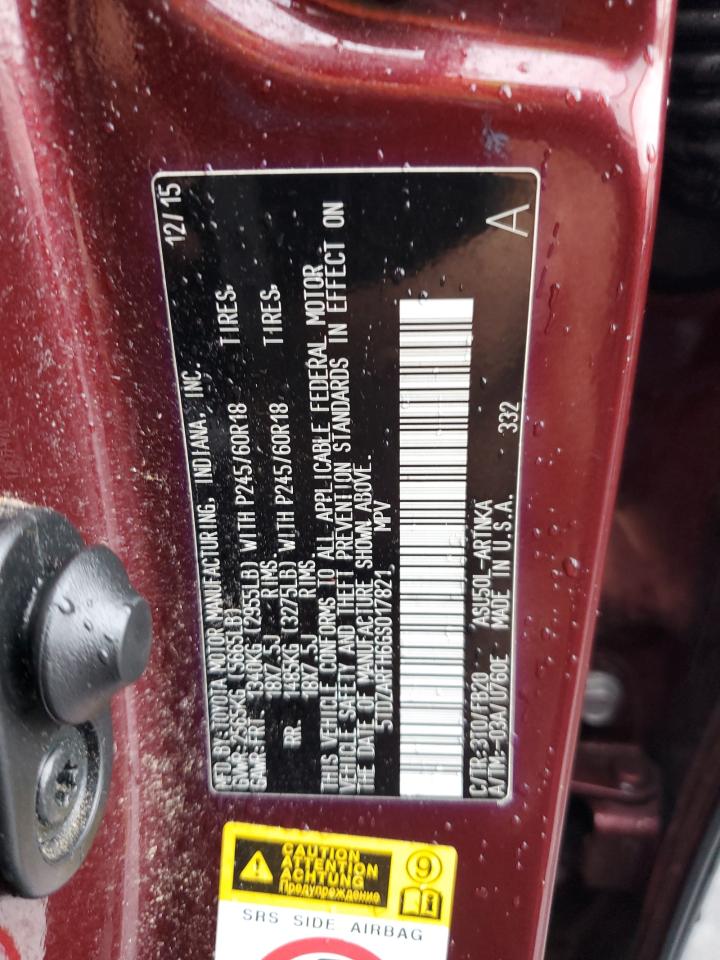 MFD. BY: TOYOTA MOTOR MANUFACTURING, INDIANA, INC. 12/15
GVWR: 2565KG (5665LB)
GAWR: FRT. 1340KG (2955LB) WITH P245/60R18 TIRES,
18X7.5J RIMS,
RR. 1485KG (3275LB) WITH P245/60R18 TIRES,
18X7.5J RIMS,
THIS VEHICLE CONFORMS TO ALL APPLICABLE FEDERAL MOTOR
VEHICLE SAFETY AND THEFT PREVENTION STANDARDS IN EFFECT ON
THE DATE OF MANUFACTURE SHOWN ABOVE.
5TDZARFH6GS017821 MPV
A
C/TR: 3T0/FB20 ASU50L-ARTNKA 332
A/TM: -03A/U760E MADE IN U.S.A.
CAUTION
ATTENTION
ACHTUNG
Предупреждение
9
SRS SIDE AIRBAG